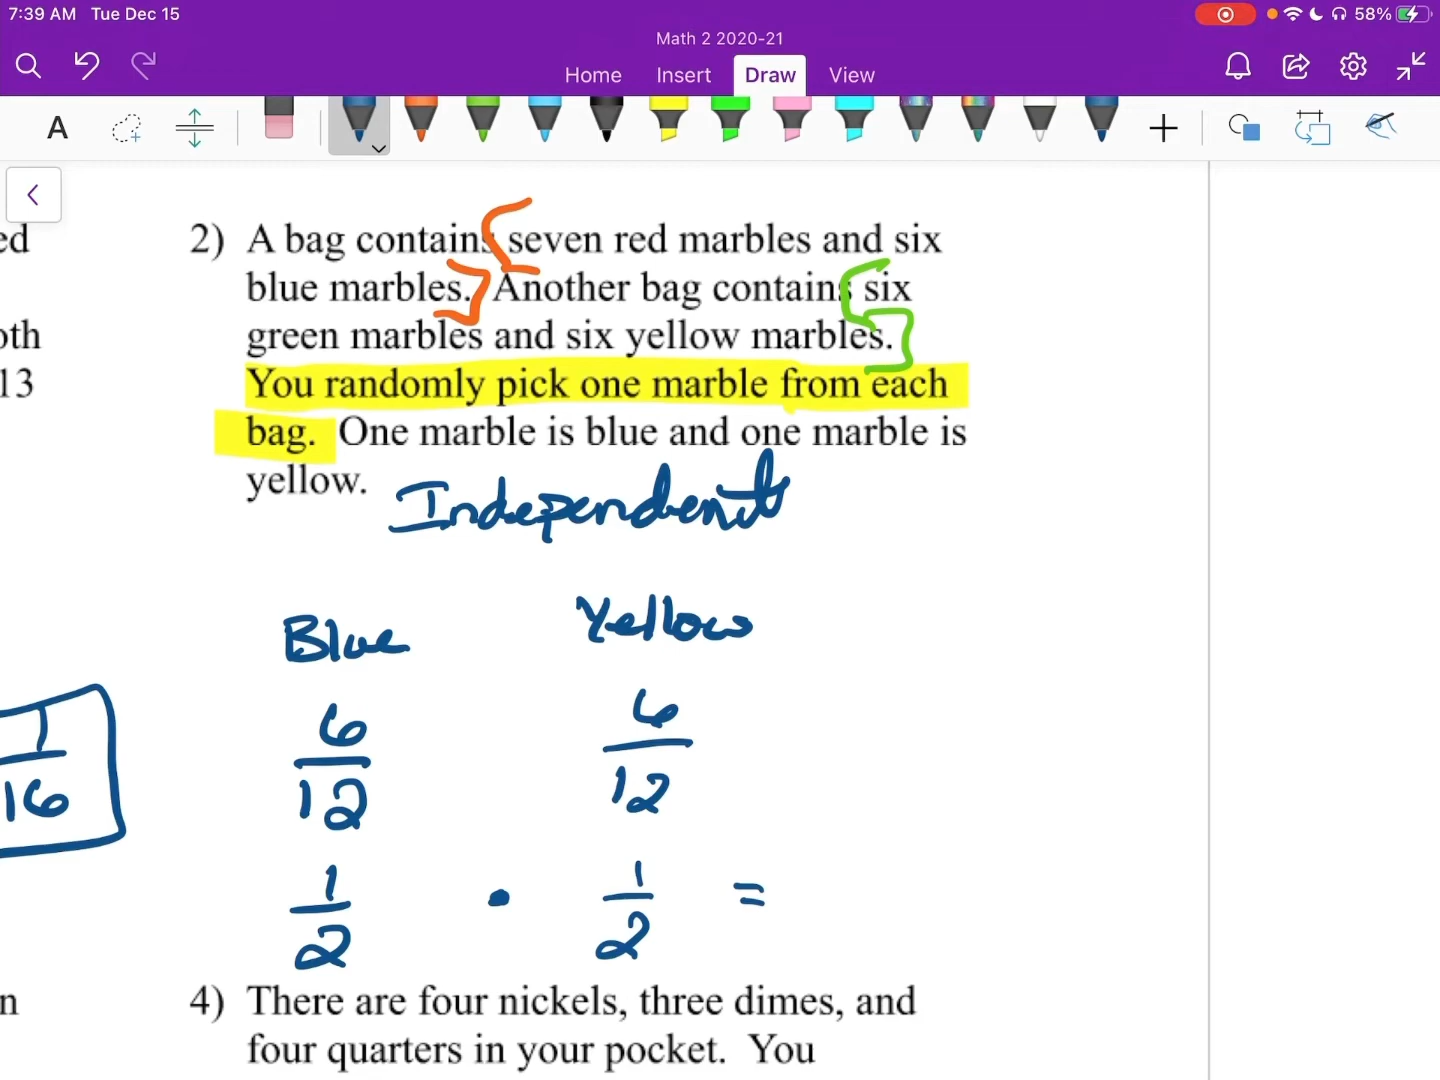 7:39 AM Tue Dec 15
58%
Math 2 2020-21
Home Insert Draw View
A
ed
2) A bag contains seven red marbles and six
blue marbles. Another bag contains six
oth
green marbles and six yellow marbles.
13
You randomly pick one marble from each
bag. One marble is blue and one marble is
yellow.
Independent
Blue Yellow
6/12 6/12
1/16
1/2 • 1/2 =
n
4) There are four nickels, three dimes, and
four quarters in your pocket. You